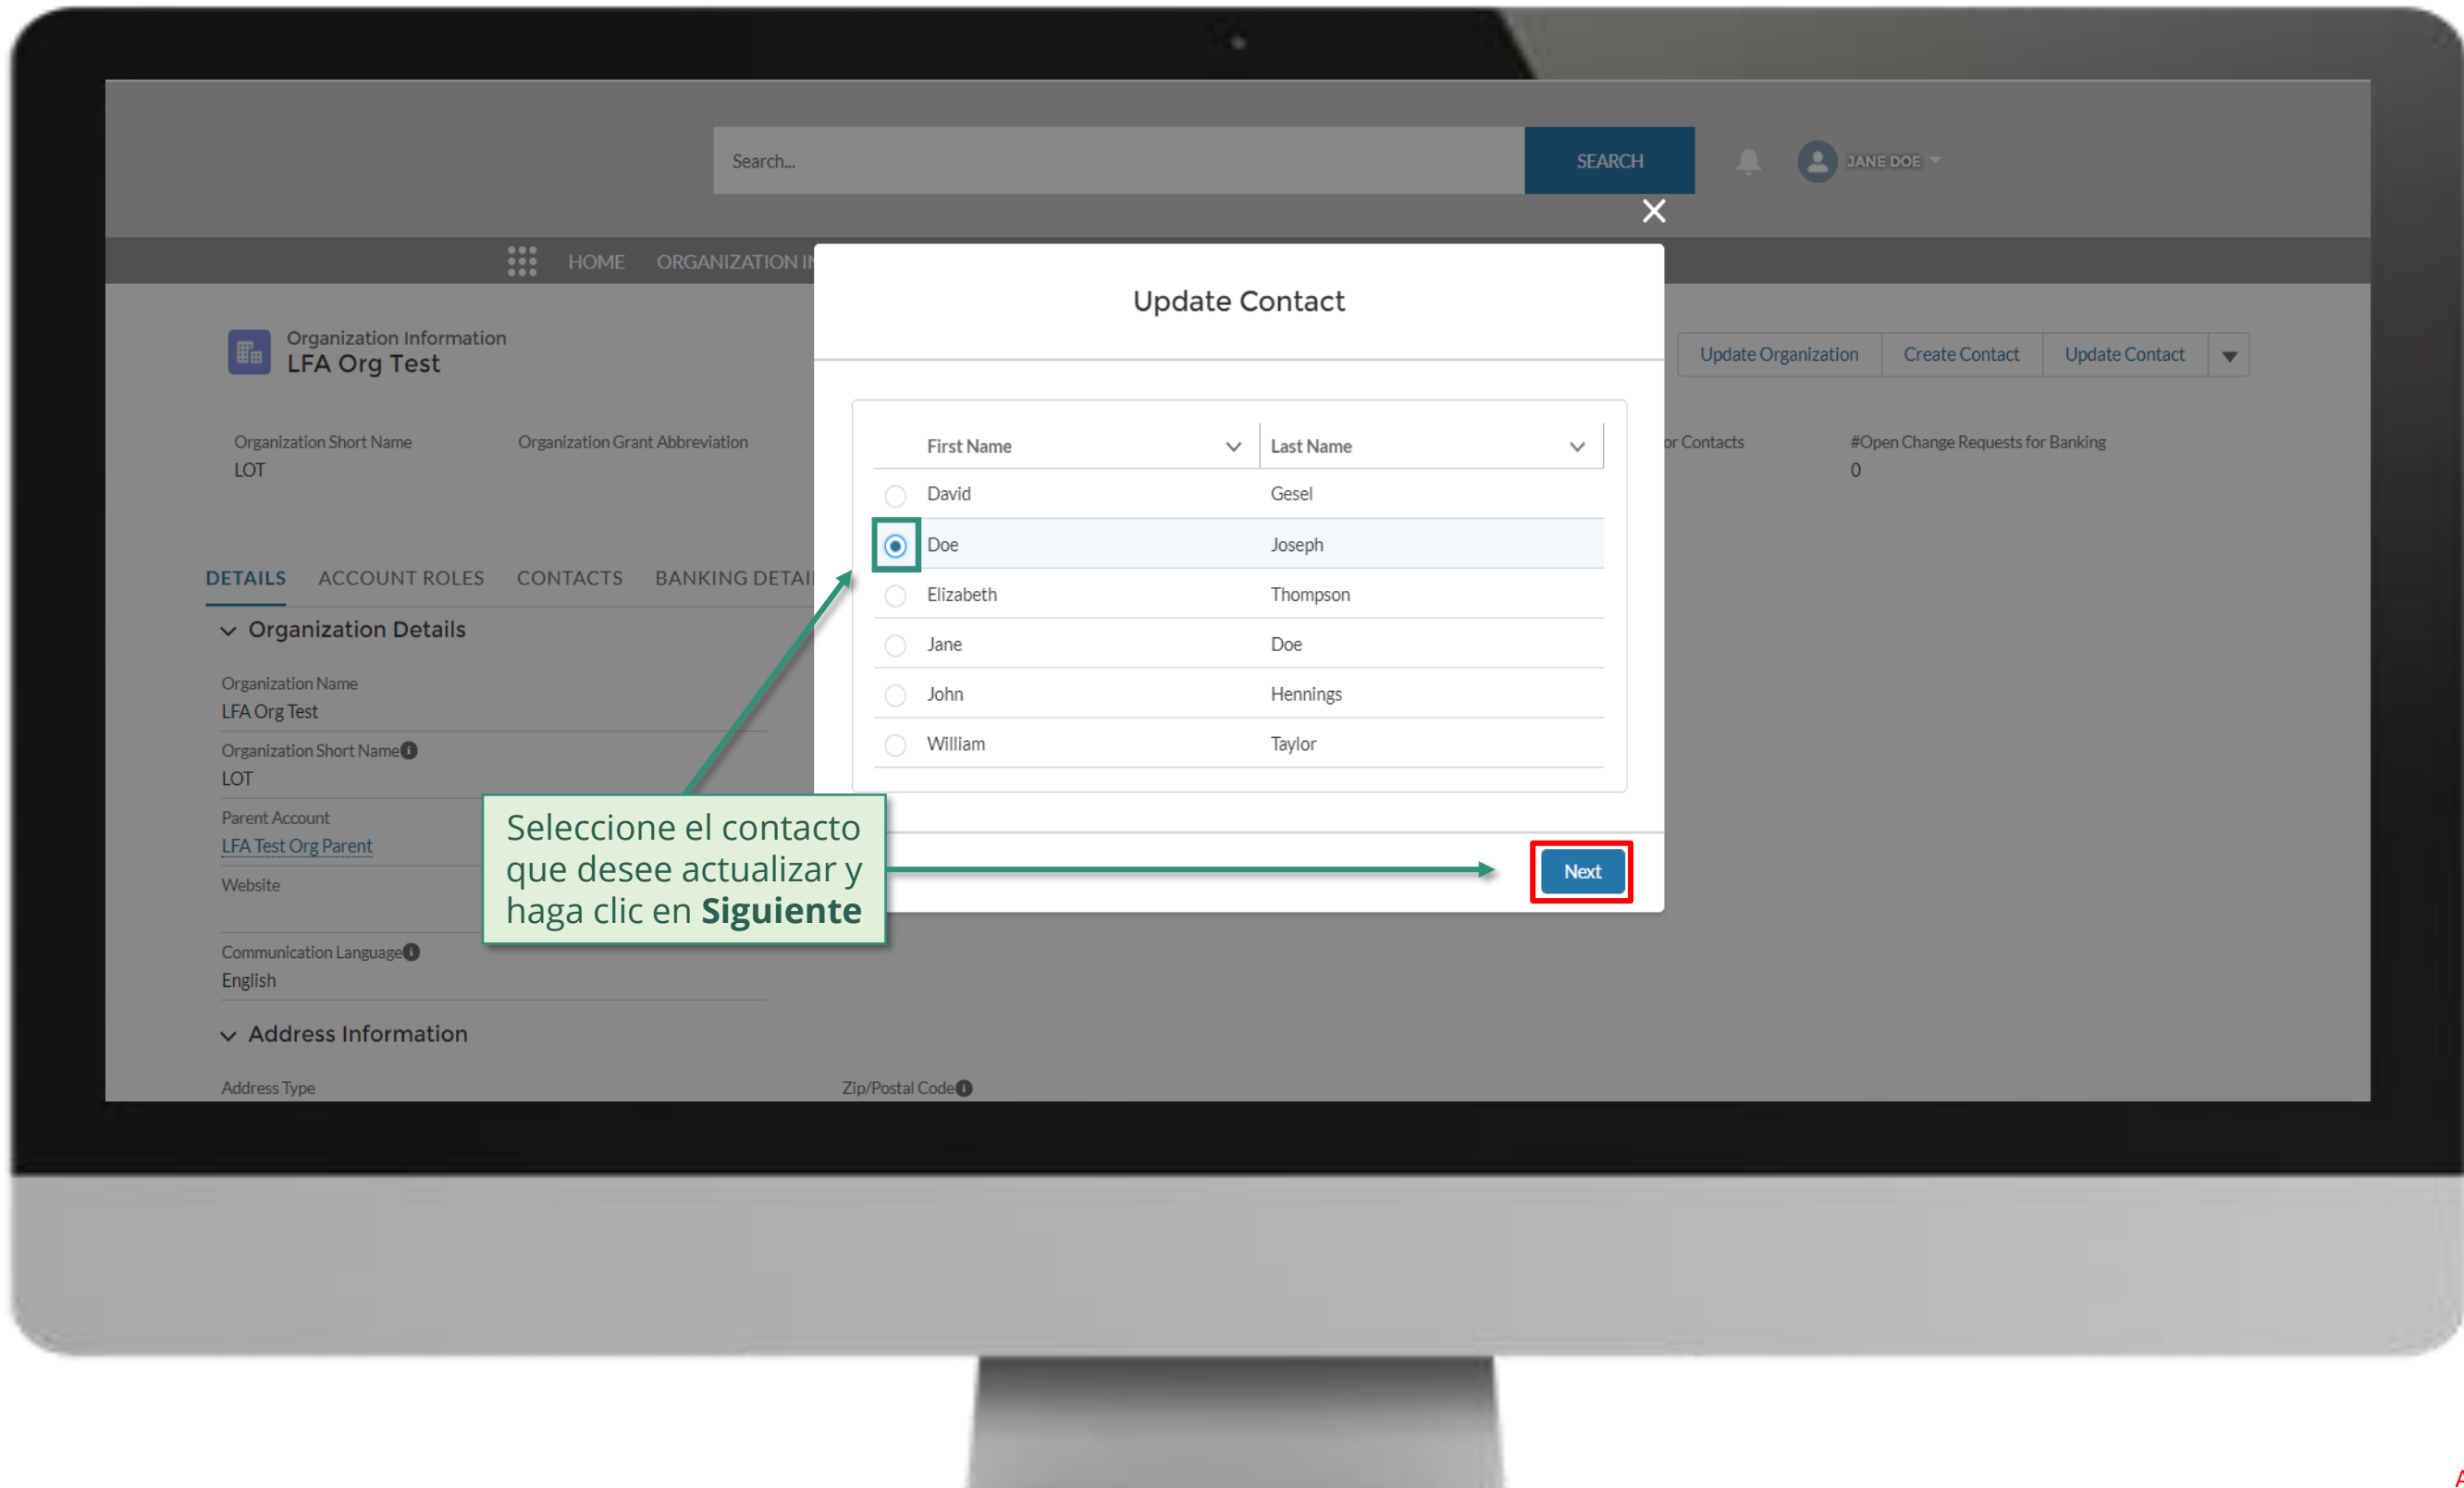 Search...
SEARCH
JANE DOE
HOME ORGANIZATION IN
Update Contact
Organization Information
LFA Org Test
Update Organization Create Contact Update Contact
Organization Short Name Organization Grant Abbreviation or Contacts #Open Change Requests for Banking
LOT 0
First Name Last Name
David Gesel
Doe Joseph
Elizabeth Thompson
Jane Doe
John Hennings
William Taylor
Next
DETAILS ACCOUNT ROLES CONTACTS BANKING DETAI
Organization Details
Organization Name
LFA Org Test
Organization Short Name
LOT
Parent Account
LFA Test Org Parent
Website
Communication Language
English
Address Information
Address Type Zip/Postal Code
Seleccione el contacto
que desee actualizar y
haga clic en Siguiente